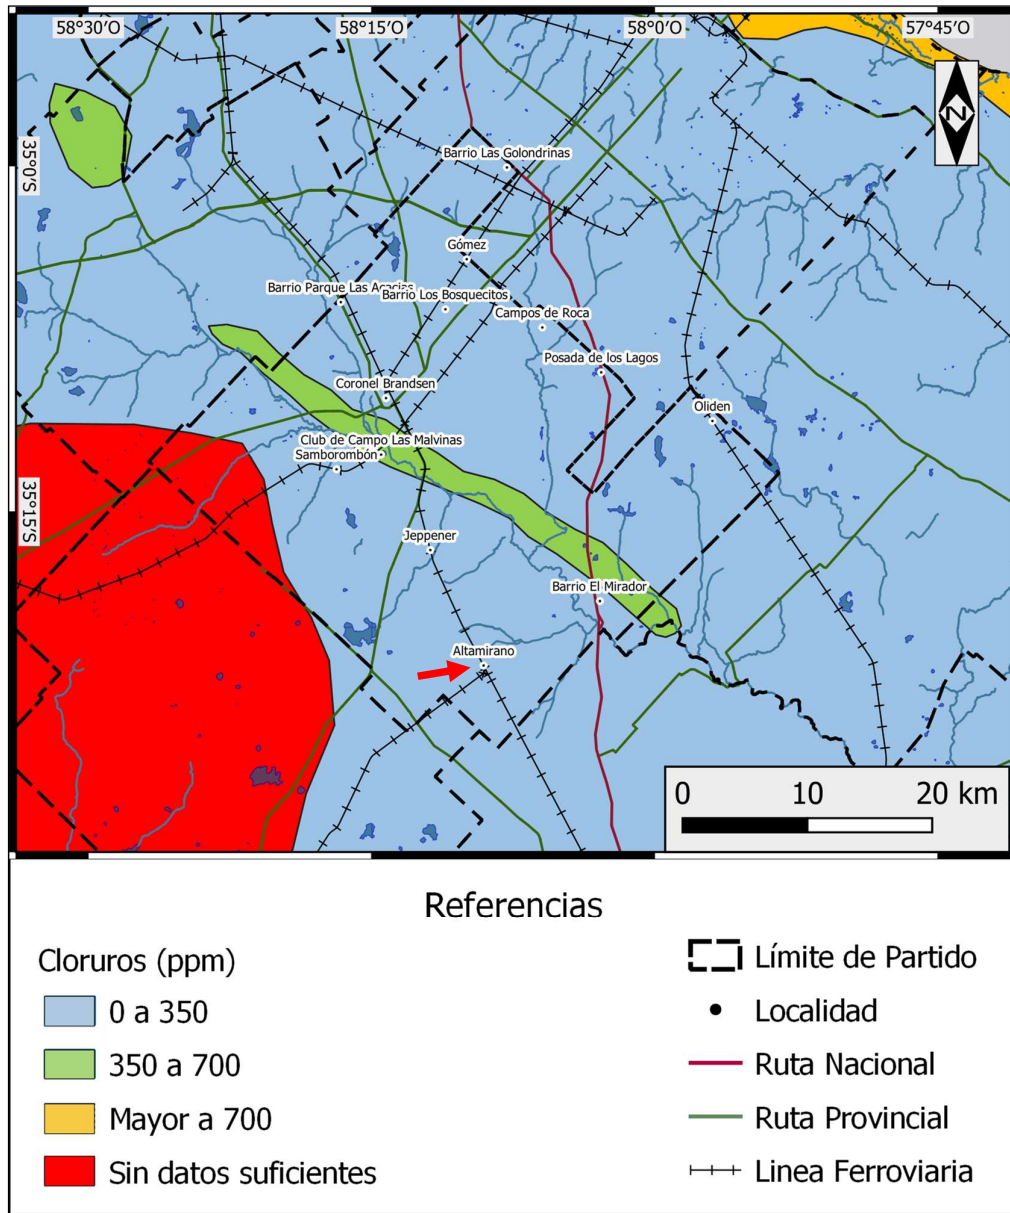 58°30′O
58°15′O
58°0′O
57°45′O
N
35°0′S
Barrio Las Golondrinas
Gómez
Barrio Parque Las Acacias
Barrio Los Bosquecitos
Campos de Roca
Posada de los Lagos
Coronel Brandsen
Oliden
Club de Campo Las Malvinas
Samborombón
35°15′S
Jeppener
Barrio El Mirador
Altamirano
0 10 20 km
Referencias
Cloruros (ppm)
0 a 350
350 a 700
Mayor a 700
Sin datos suficientes
Límite de Partido
Localidad
Ruta Nacional
Ruta Provincial
Linea Ferroviaria